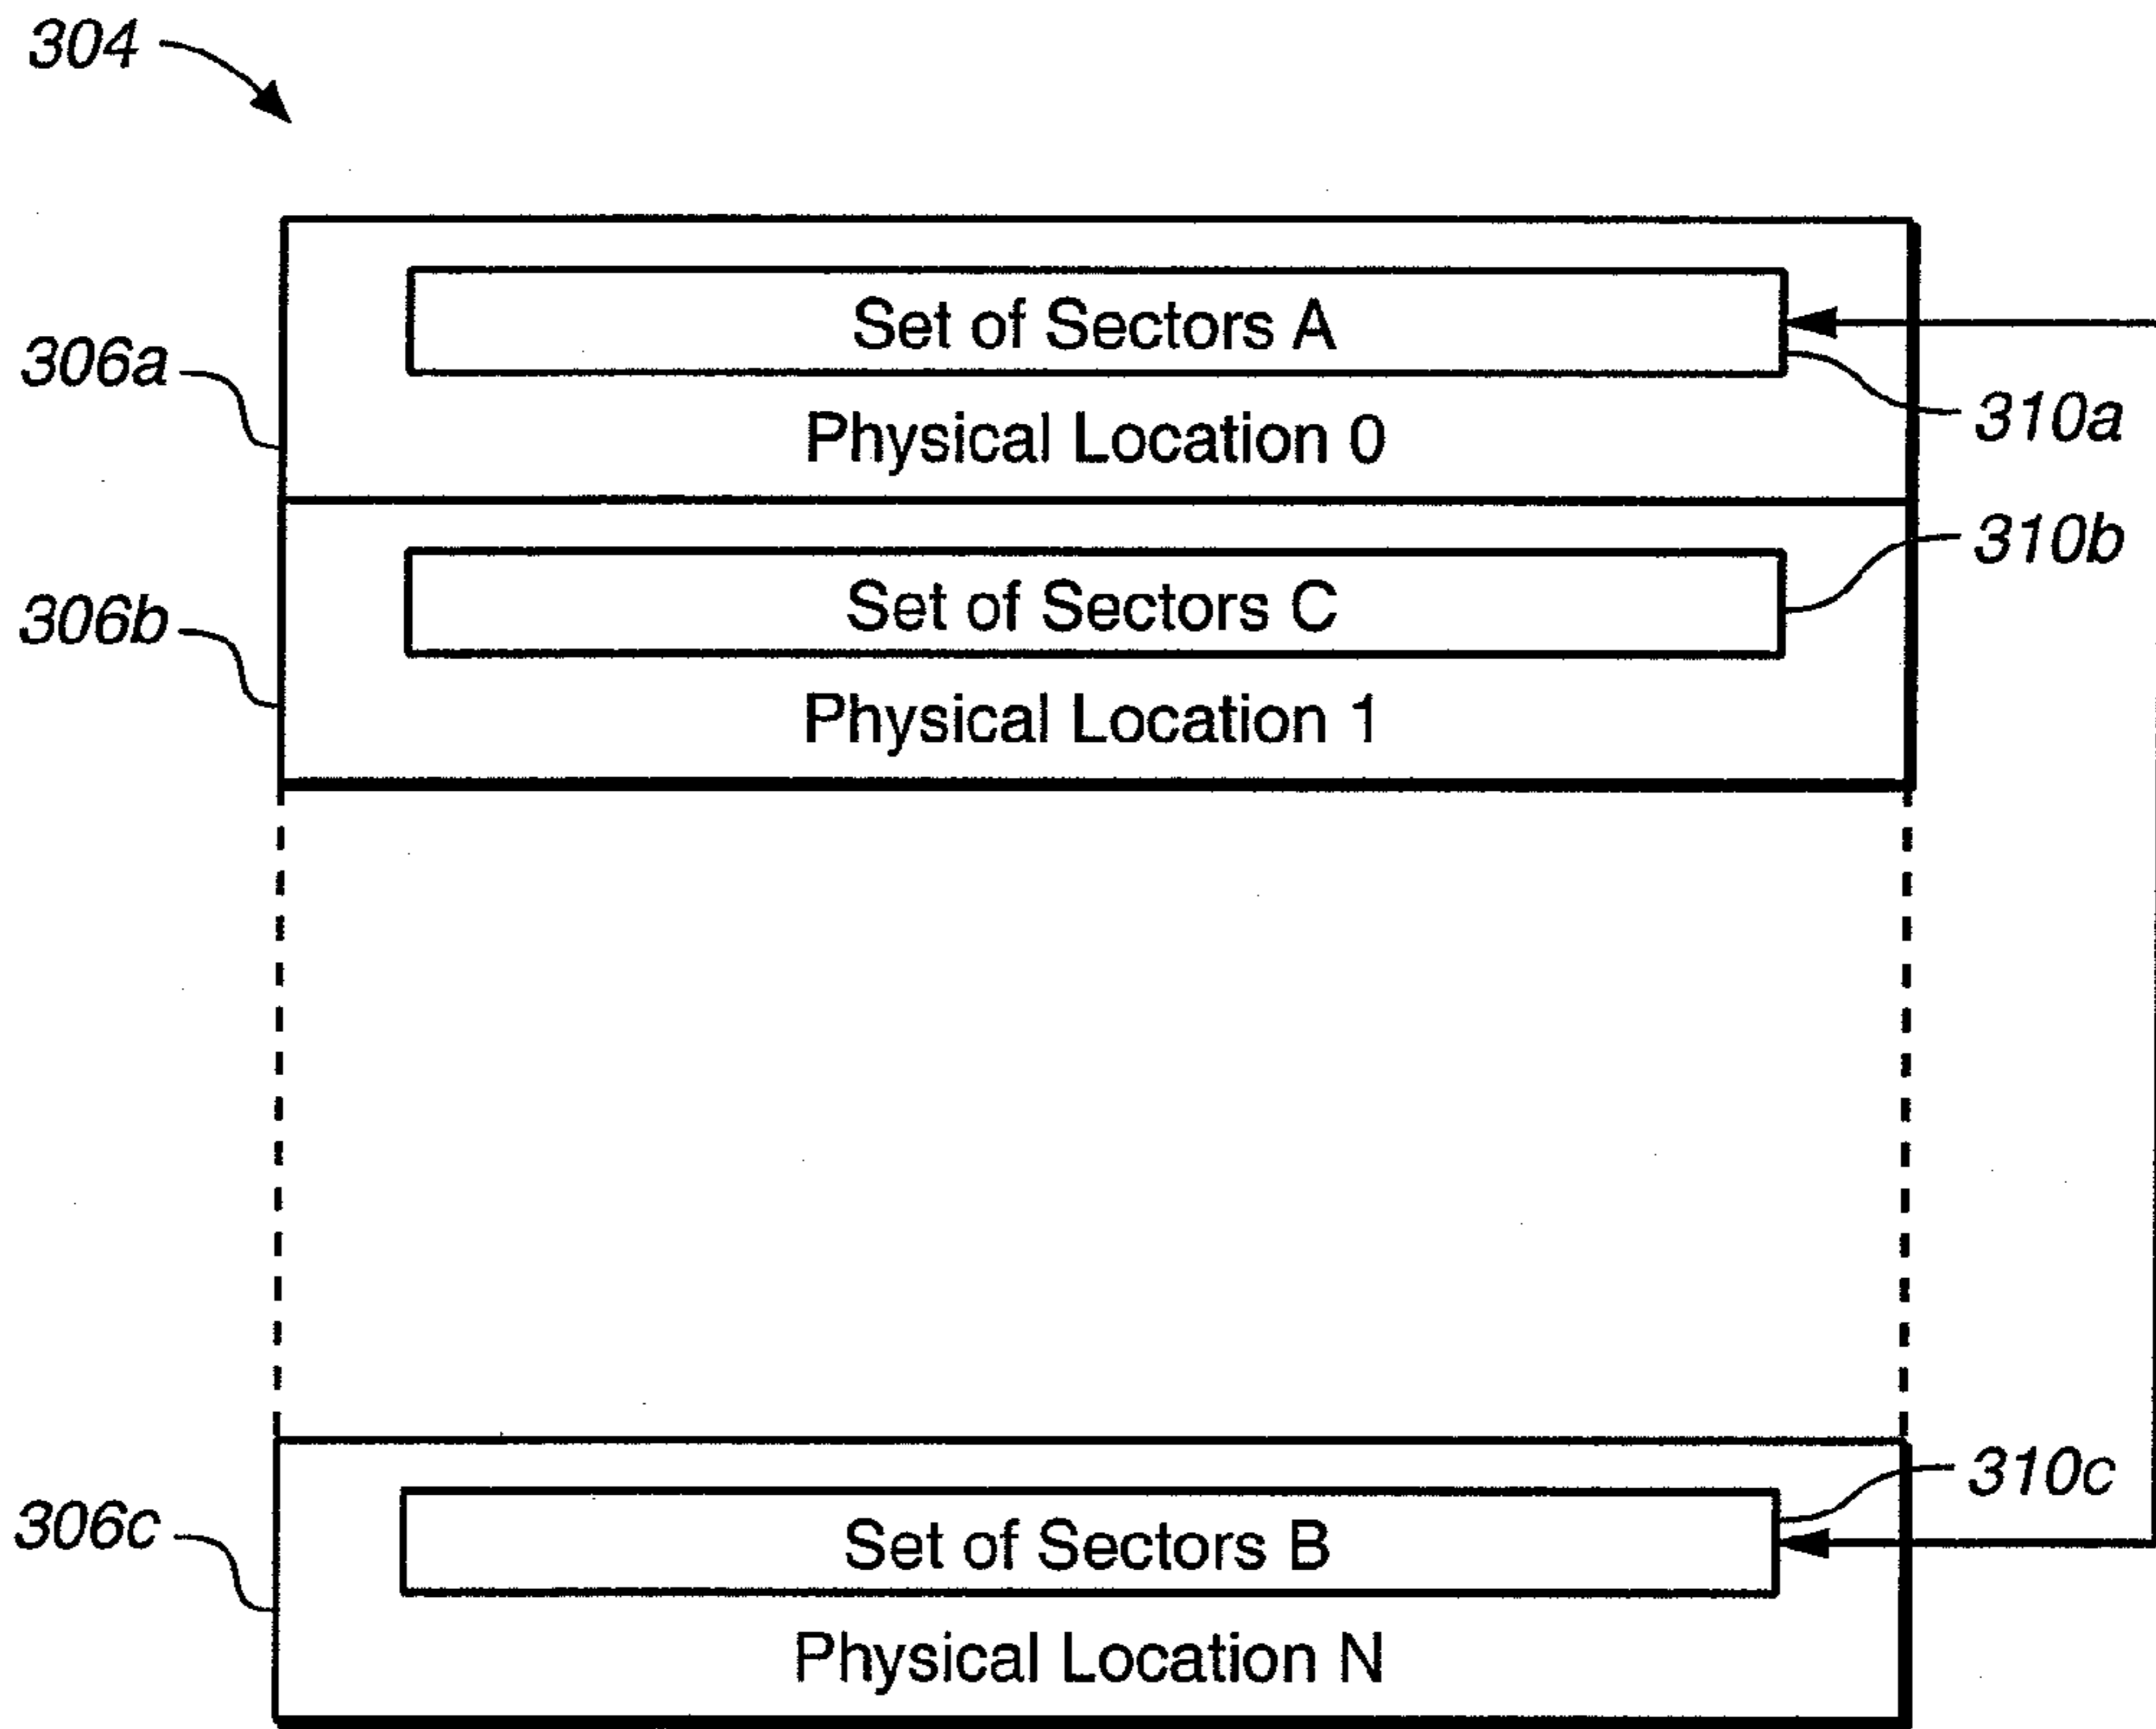 304
Set of Sectors A
306a
310a
Physical Location 0
310b
Set of Sectors C
306b
Physical Location 1
310c
306c
Set of Sectors B
Physical Location N